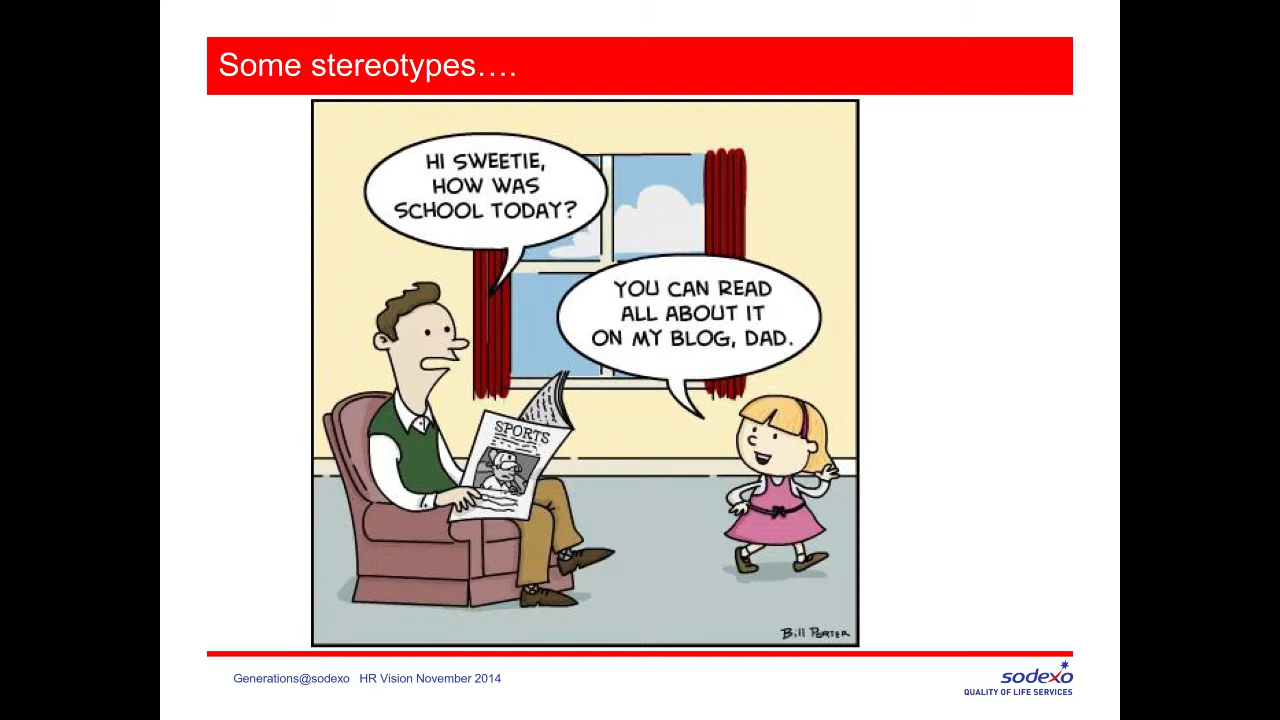 Some stereotypes….
HI SWEETIE,
HOW WAS
SCHOOL TODAY?
YOU CAN READ
ALL ABOUT IT
ON MY BLOG, DAD.
SPORTS
Bill Porter
Generations@sodexo HR Vision November 2014
sodexo
QUALITY OF LIFE SERVICES